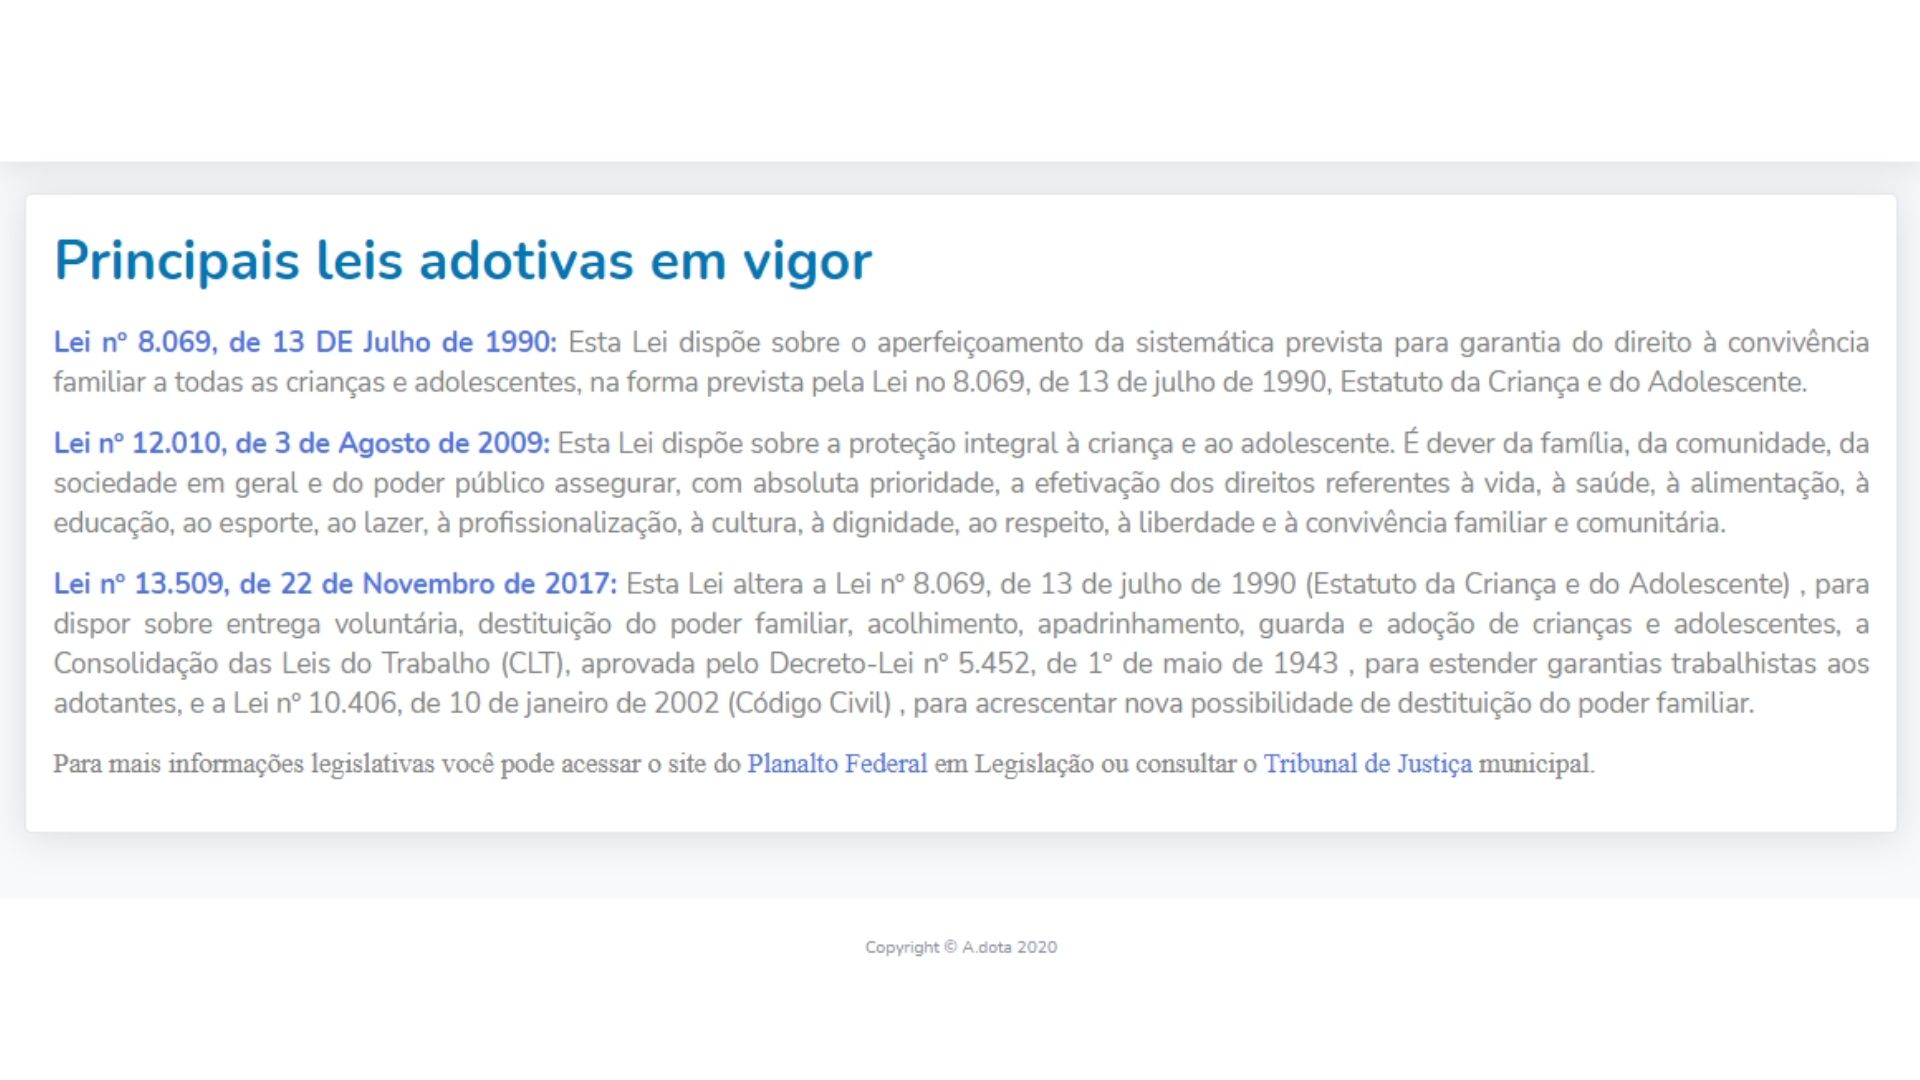 Principais leis adotivas em vigor
Lei nº 8.069, de 13 DE Julho de 1990: Esta Lei dispõe sobre o aperfeiçoamento da sistemática prevista para garantia do direito à convivência
familiar a todas as crianças e adolescentes, na forma prevista pela Lei no 8.069, de 13 de julho de 1990, Estatuto da Criança e do Adolescente.
Lei nº 12.010, de 3 de Agosto de 2009: Esta Lei dispõe sobre a proteção integral à criança e ao adolescente. É dever da família, da comunidade, da
sociedade em geral e do poder público assegurar, com absoluta prioridade, a efetivação dos direitos referentes à vida, à saúde, à alimentação, à
educação, ao esporte, ao lazer, à profissionalização, à cultura, à dignidade, ao respeito, à liberdade e à convivência familiar e comunitária.
Lei nº 13.509, de 22 de Novembro de 2017: Esta Lei altera a Lei nº 8.069, de 13 de julho de 1990 (Estatuto da Criança e do Adolescente) , para
dispor sobre entrega voluntária, destituição do poder familiar, acolhimento, apadrinhamento, guarda e adoção de crianças e adolescentes, a
Consolidação das Leis do Trabalho (CLT), aprovada pelo Decreto-Lei nº 5.452, de 1º de maio de 1943 , para estender garantias trabalhistas aos
adotantes, e a Lei nº 10.406, de 10 de janeiro de 2002 (Código Civil) , para acrescentar nova possibilidade de destituição do poder familiar.
Para mais informações legislativas você pode acessar o site do Planalto Federal em Legislação ou consultar o Tribunal de Justiça municipal.
Copyright © A.dota 2020